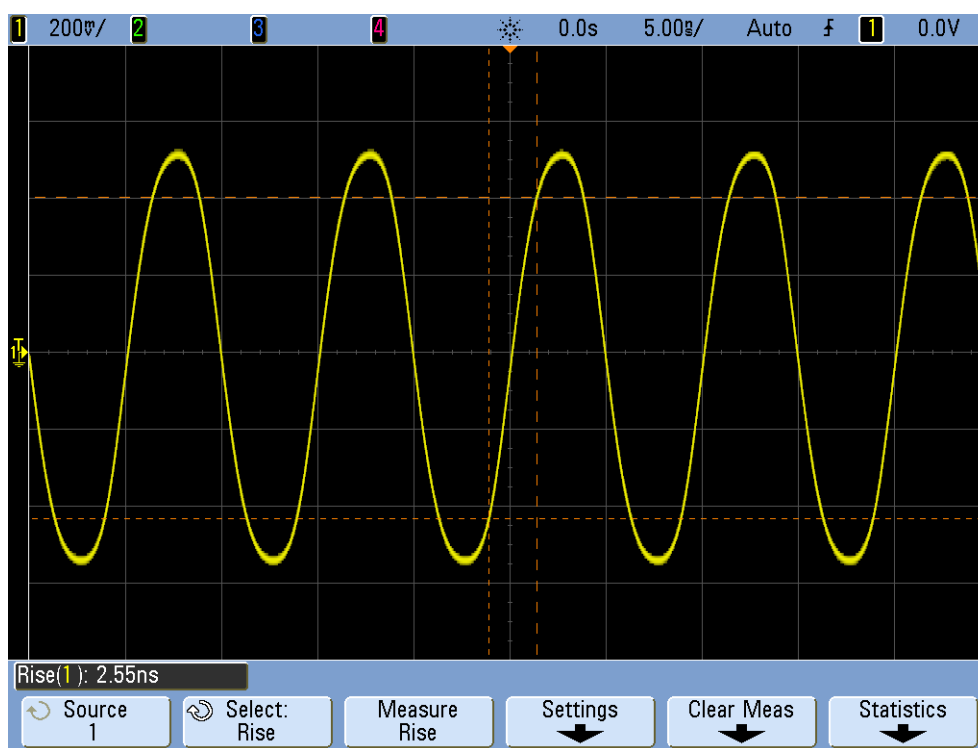 1 200mV/ 2 3 4 0.0s 5.00ns/ Auto 1 0.0V
T
1
Rise(1): 2.55ns
Source Select: Measure Settings Clear Meas Statistics
1 Rise Rise